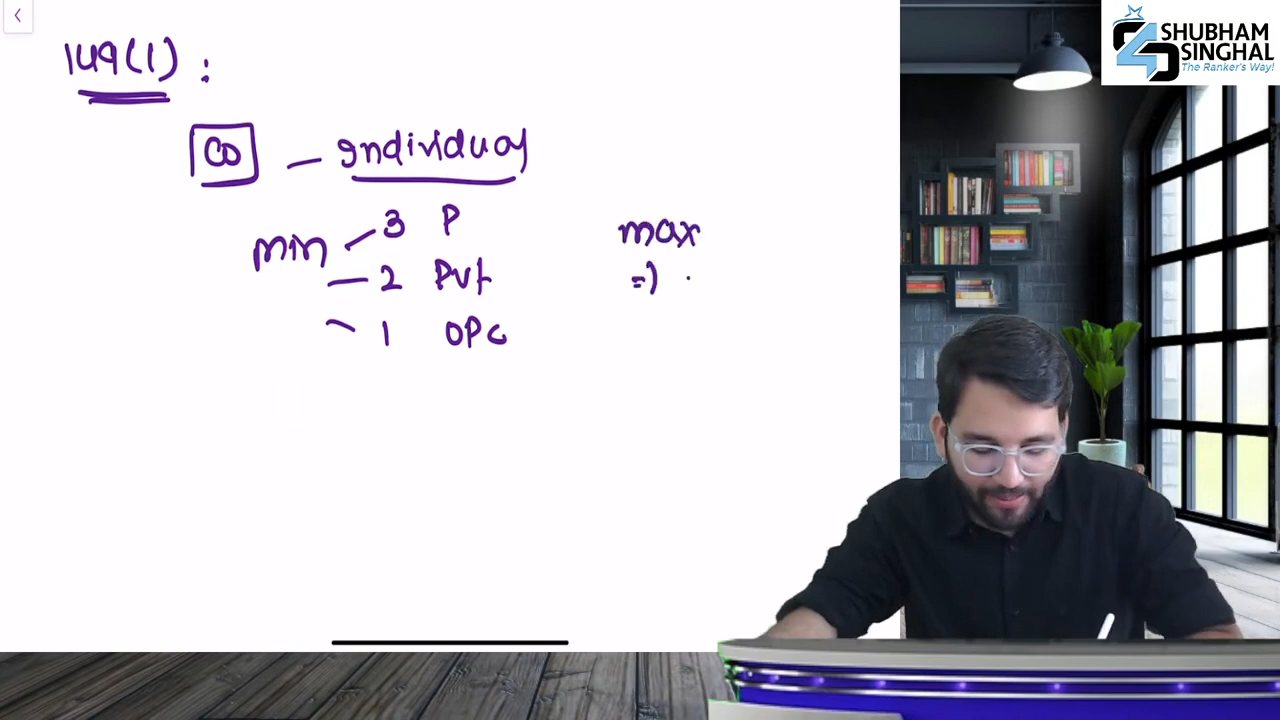 149(1) :
CO – Individual
min – 3 P
– 2 Pvt
– 1 OPC
max
=)
SHUBHAM
SINGHAL
The Ranker's Way!